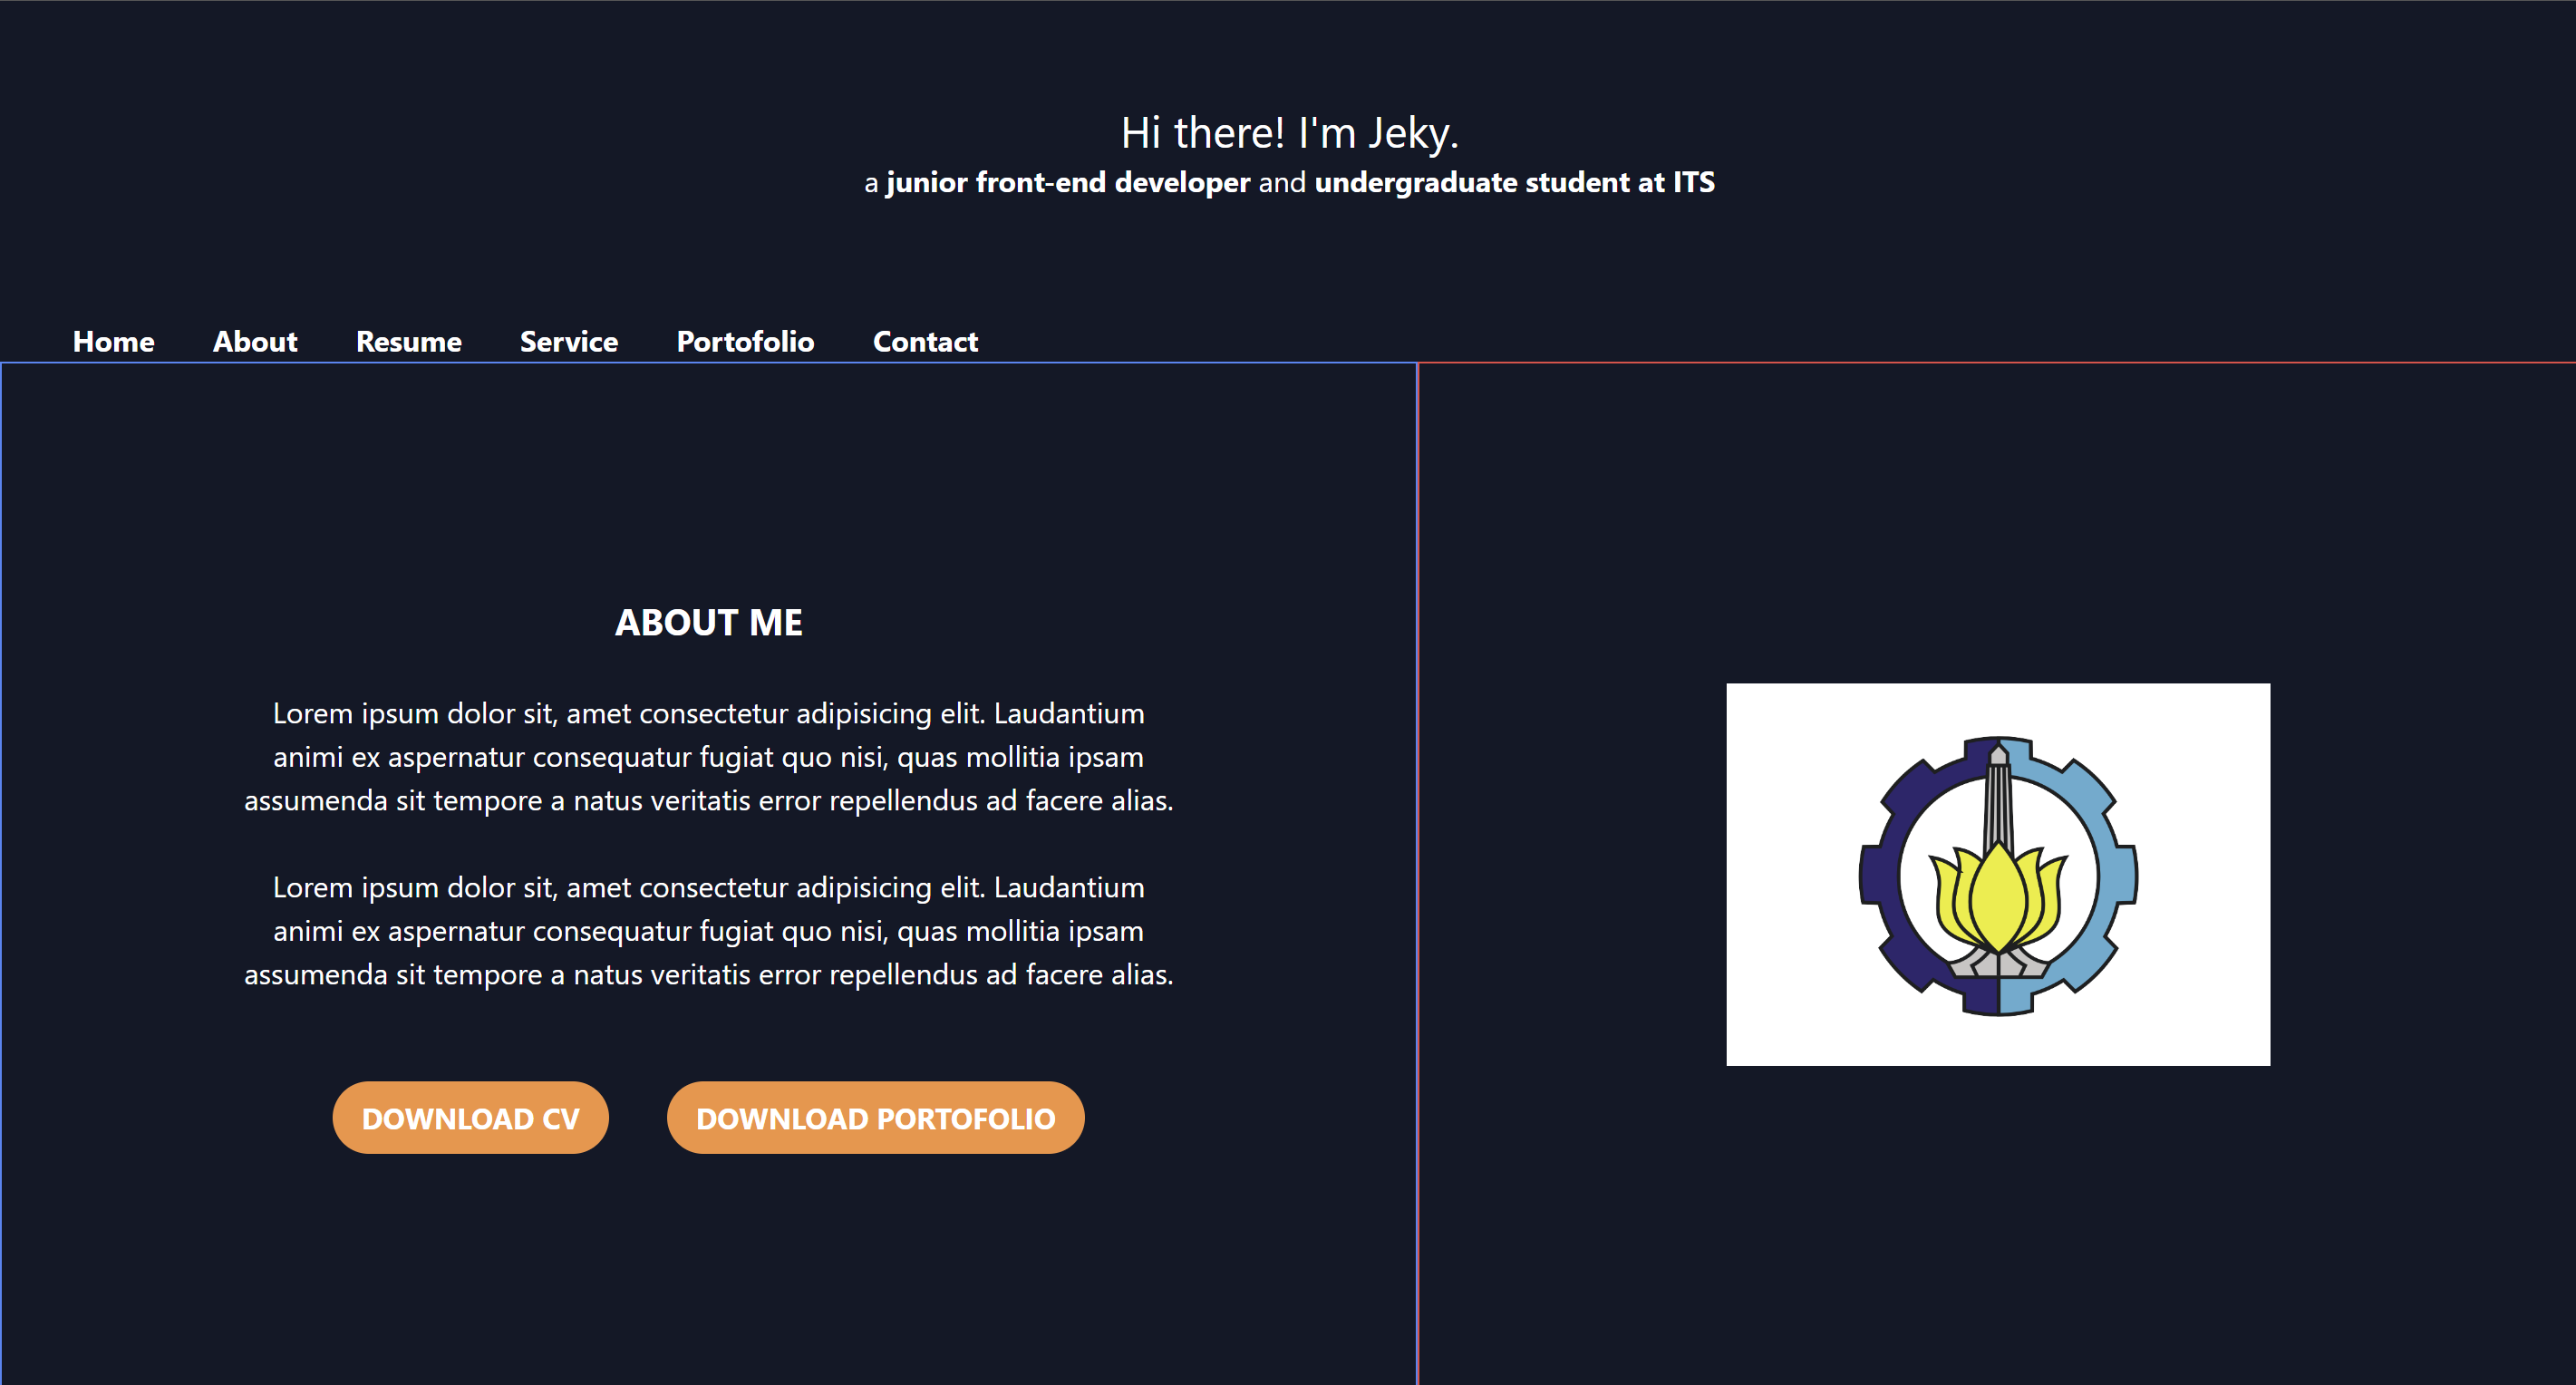 Hi there! I'm Jeky.
a junior front-end developer and undergraduate student at ITS
Home About Resume Service Portofolio Contact
ABOUT ME
Lorem ipsum dolor sit, amet consectetur adipisicing elit. Laudantium
animi ex aspernatur consequatur fugiat quo nisi, quas mollitia ipsam
assumenda sit tempore a natus veritatis error repellendus ad facere alias.
Lorem ipsum dolor sit, amet consectetur adipisicing elit. Laudantium
animi ex aspernatur consequatur fugiat quo nisi, quas mollitia ipsam
assumenda sit tempore a natus veritatis error repellendus ad facere alias.
DOWNLOAD CV DOWNLOAD PORTOFOLIO